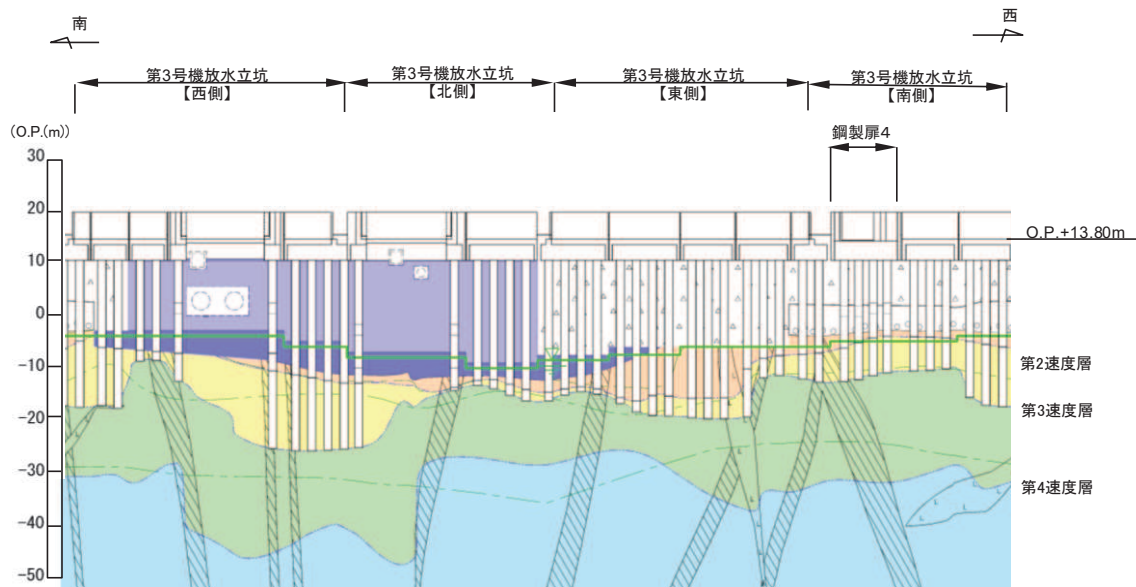 南
西
第3号機放水立坑
【西側】
第3号機放水立坑
【北側】
第3号機放水立坑
【東側】
第3号機放水立坑
【南側】
鋼製扉4
(O.P.(m))
30
20
O.P.+13.80m
10
0
-10
第2速度層
-20
第3速度層
-30
第4速度層
-40
-50